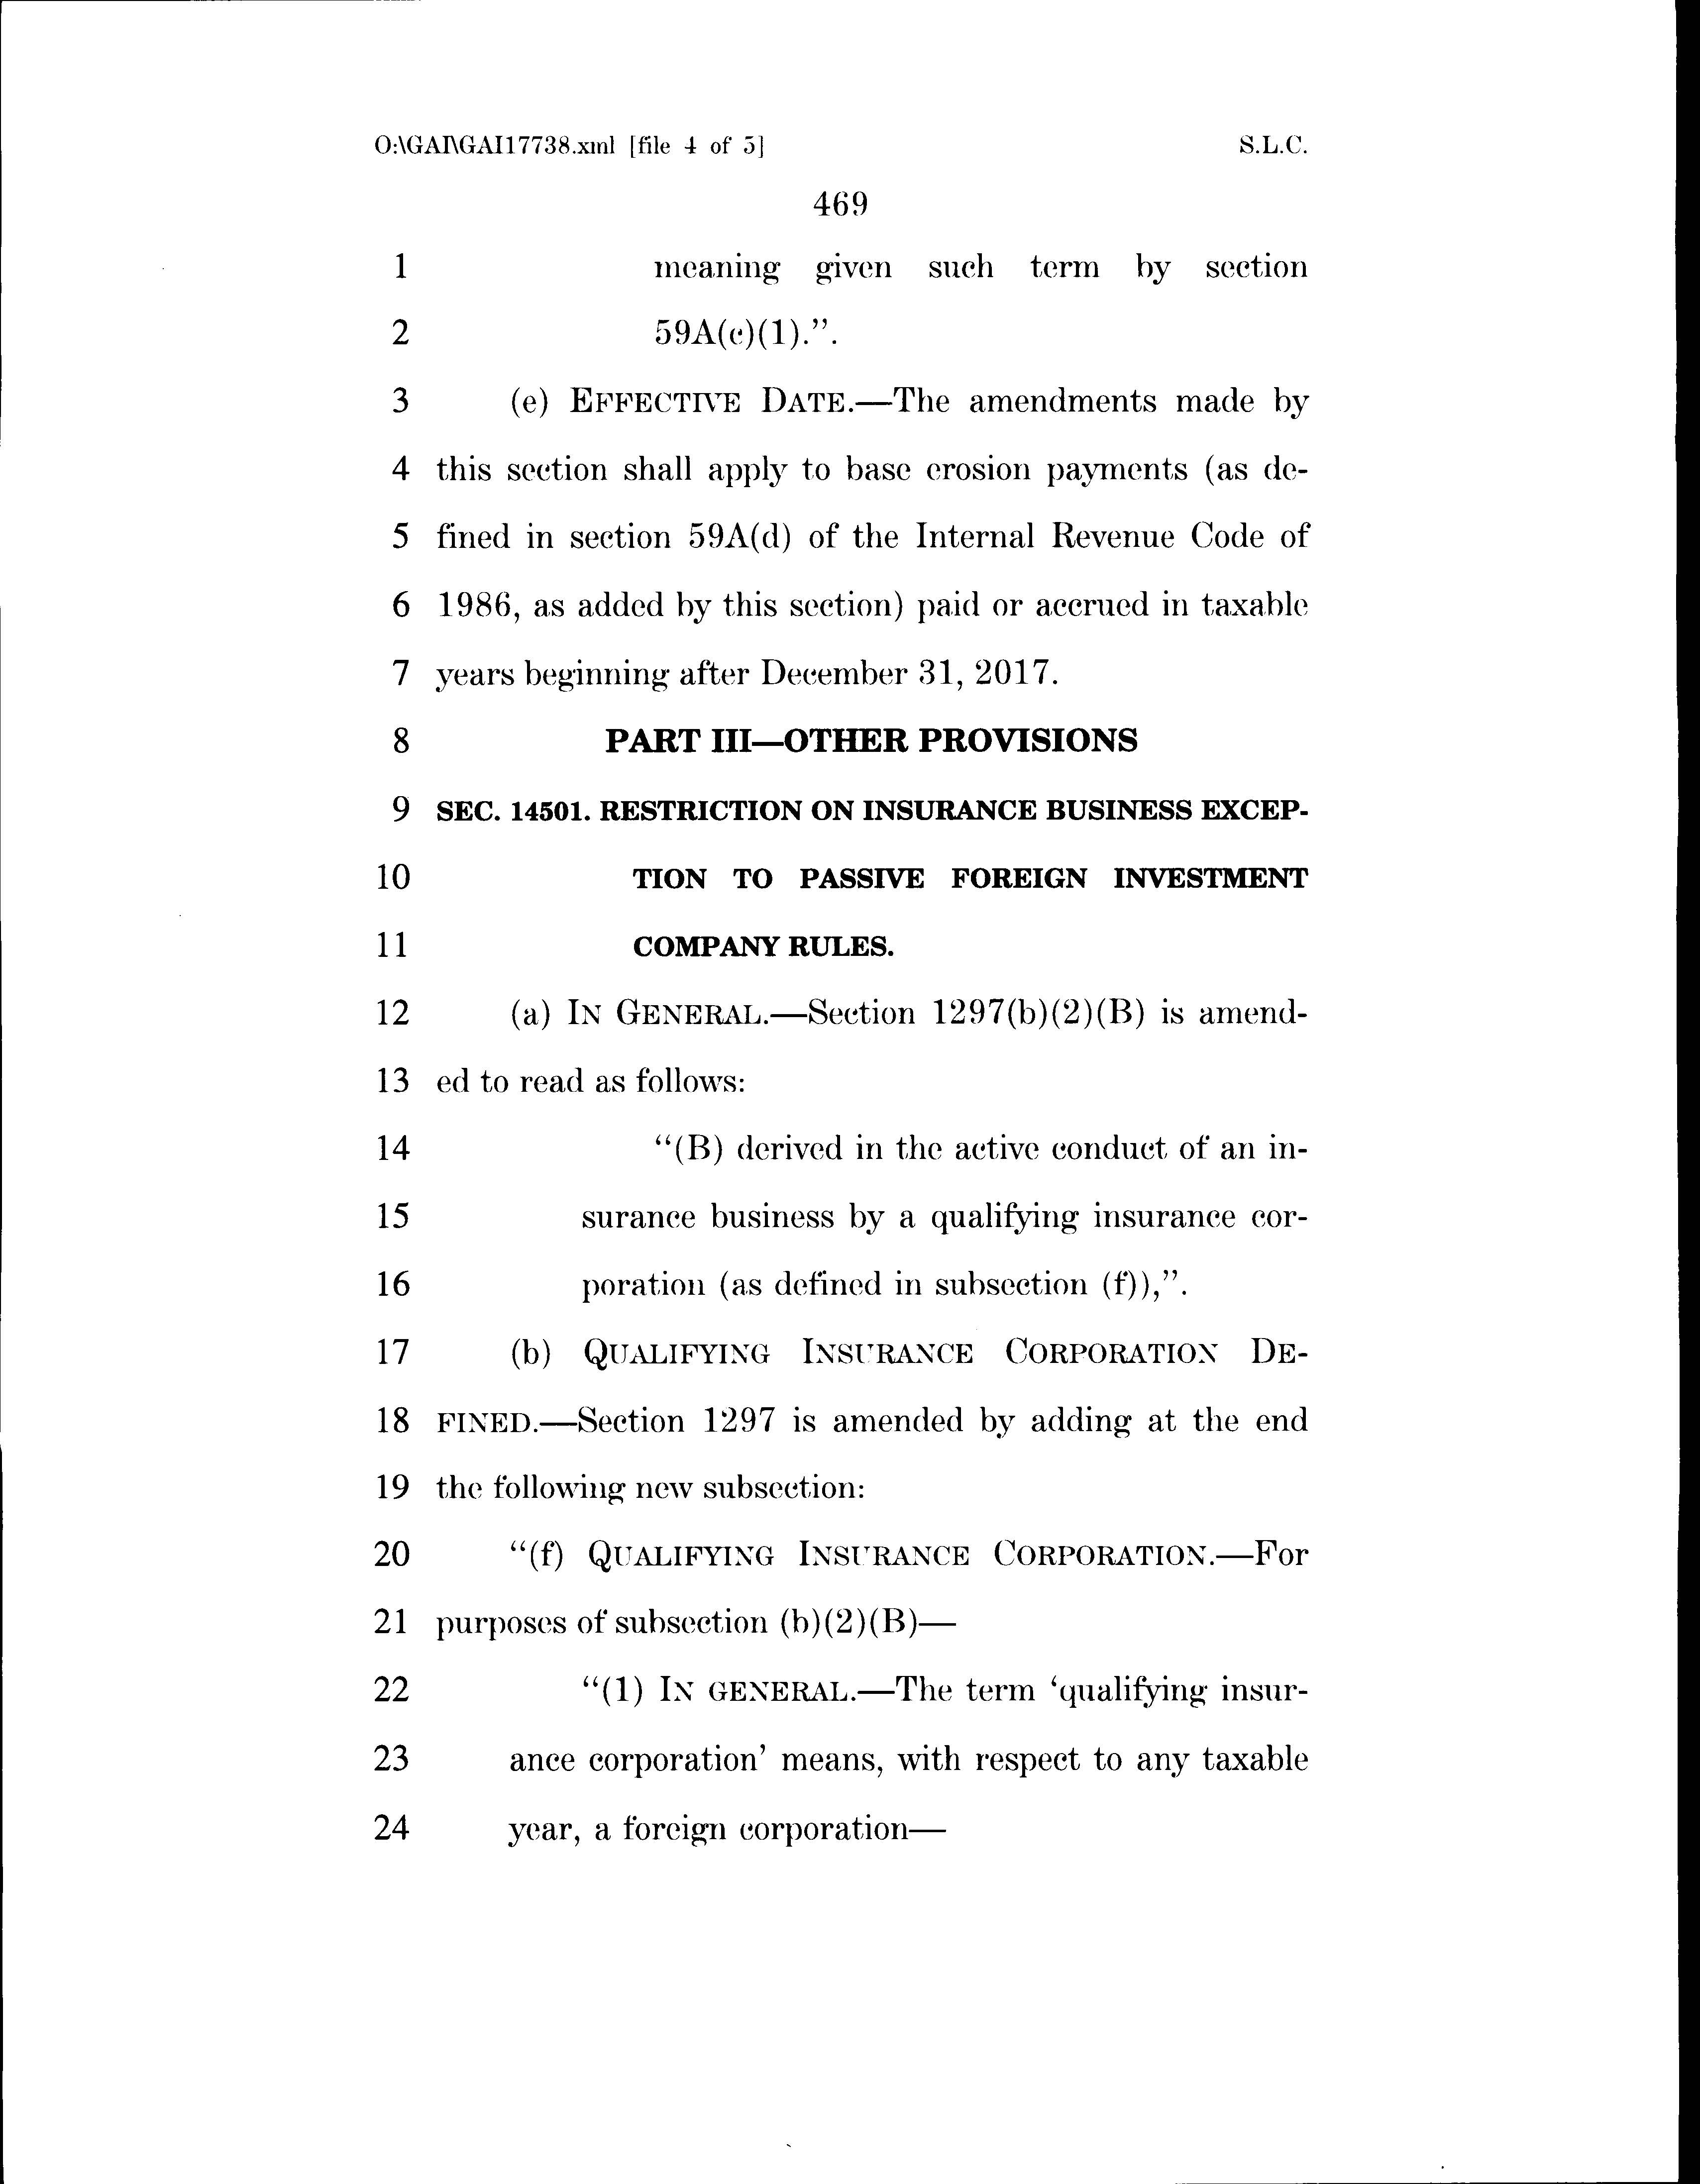 O:\GAI\GAI17738.xml [file 4 of 5] S.L.C.
469
1 meaning given such term by section
2 59A(c)(1).”.
3 (e) EFFECTIVE DATE.—The amendments made by
4 this section shall apply to base erosion payments (as de-
5 fined in section 59A(d) of the Internal Revenue Code of
6 1986, as added by this section) paid or accrued in taxable
7 years beginning after December 31, 2017.
8 PART III—OTHER PROVISIONS
9 SEC. 14501. RESTRICTION ON INSURANCE BUSINESS EXCEP-
10 TION TO PASSIVE FOREIGN INVESTMENT
11 COMPANY RULES.
12 (a) IN GENERAL.—Section 1297(b)(2)(B) is amend-
13 ed to read as follows:
14 “(B) derived in the active conduct of an in-
15 surance business by a qualifying insurance cor-
16 poration (as defined in subsection (f)),”.
17 (b) QUALIFYING INSURANCE CORPORATION DE-
18 FINED.—Section 1297 is amended by adding at the end
19 the following new subsection:
20 “(f) QUALIFYING INSURANCE CORPORATION.—For
21 purposes of subsection (b)(2)(B)—
22 “(1) IN GENERAL.—The term ‘qualifying insur-
23 ance corporation’ means, with respect to any taxable
24 year, a foreign corporation—